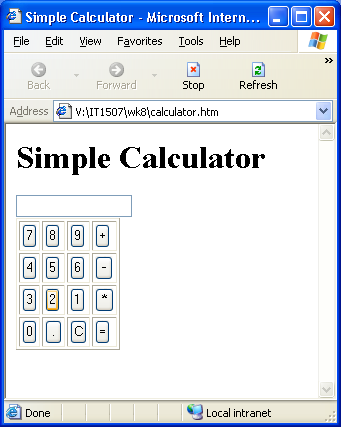 Simple Calculator - Microsoft Intern...
File Edit View Favorites Tools Help
Back Forward Stop Refresh
Address V:\IT1507\wk8\calculator.htm
Simple Calculator
7 8 9 +
4 5 6 -
3 2 1 *
0 . C =
Done Local intranet